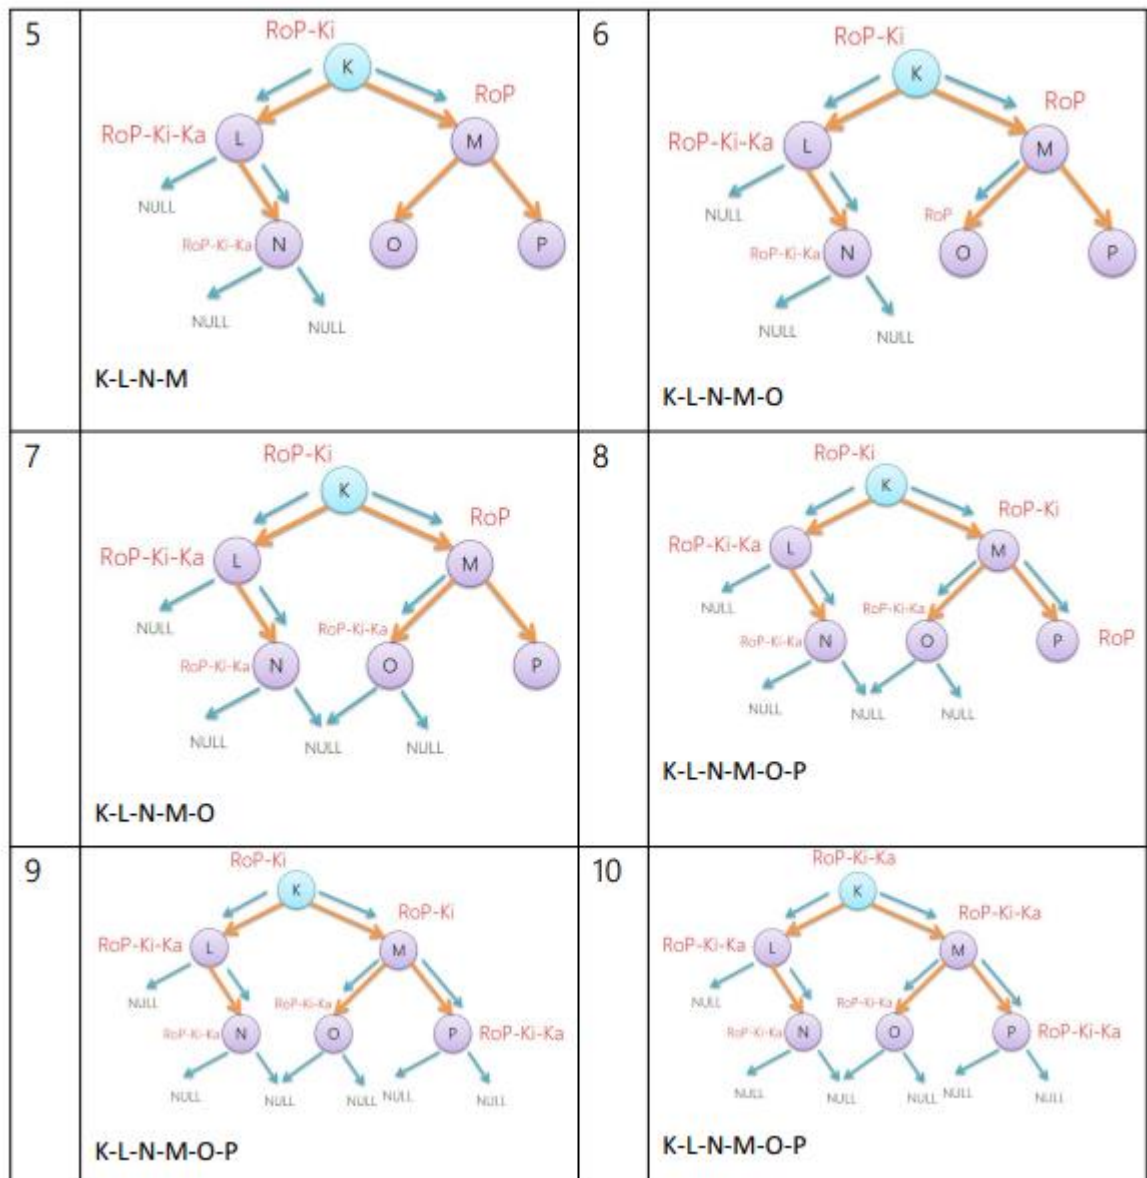 5
RoP-Ki
K
RoP
RoP-Ki-Ka
L
M
NULL
RoP-Ki-Ka
N
O
P
NULL
NULL
K-L-N-M
6
RoP-Ki
K
RoP
RoP-Ki-Ka
L
M
NULL
RoP
RoP-Ki-Ka
N
O
P
NULL
NULL
K-L-N-M-O
7
RoP-Ki
K
RoP
RoP-Ki-Ka
L
M
NULL
RoP-Ki-Ka
RoP-Ki-Ka
N
O
P
NULL
NULL
NULL
K-L-N-M-O
8
RoP-Ki
K
RoP-Ki
RoP-Ki-Ka
L
M
NULL
RoP-Ki-Ka
RoP-Ki-Ka
N
O
P
RoP
NULL
NULL
NULL
K-L-N-M-O-P
9
RoP-Ki
K
RoP-Ki
RoP-Ki-Ka
L
M
NULL
RoP-Ki-Ka
RoP-Ki-Ka
N
O
P
RoP-Ki-Ka
NULL
NULL
NULL
NULL
NULL
K-L-N-M-O-P
10
RoP-Ki-Ka
K
RoP-Ki-Ka
RoP-Ki-Ka
L
M
NULL
RoP-Ki-Ka
RoP-Ki-Ka
N
O
P
RoP-Ki-Ka
NULL
NULL
NULL
NULL
NULL
K-L-N-M-O-P